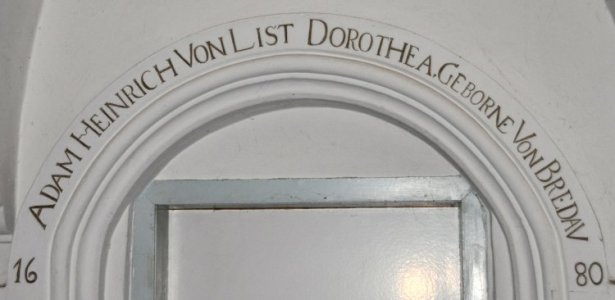 ADAM HEINRICH VON LIST DOROTHEA. GEBORNE VON BREDAV
16 80